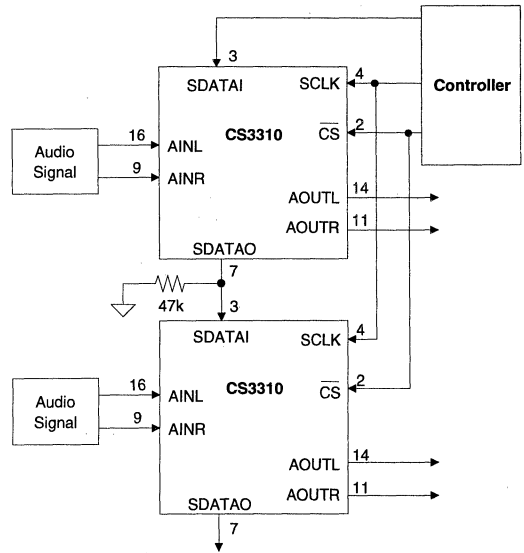 3
SDATAI
SCLK
4
Controller
CS3310
CS
2
Audio
Signal
16
AINL
9
AINR
AOUTL
14
AOUTR
11
SDATAO
7
47k
3
SDATAI
SCLK
4
CS3310
CS
2
Audio
Signal
16
AINL
9
AINR
AOUTL
14
AOUTR
11
SDATAO
7